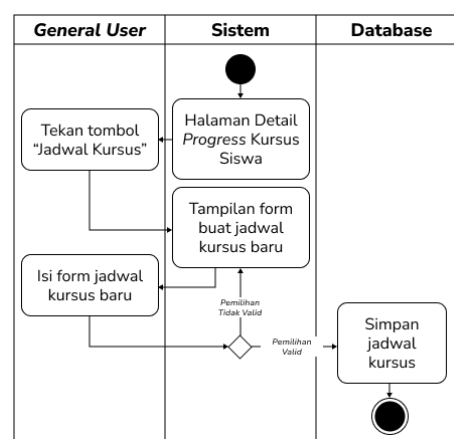 General User
Sistem
Database
Halaman Detail
Progress Kursus
Siswa
Tekan tombol
“Jadwal Kursus”
Tampilan form
buat jadwal
kursus baru
Isi form jadwal
kursus baru
Pemilihan
Tidak Valid
Pemilihan
Valid
Simpan
jadwal
kursus